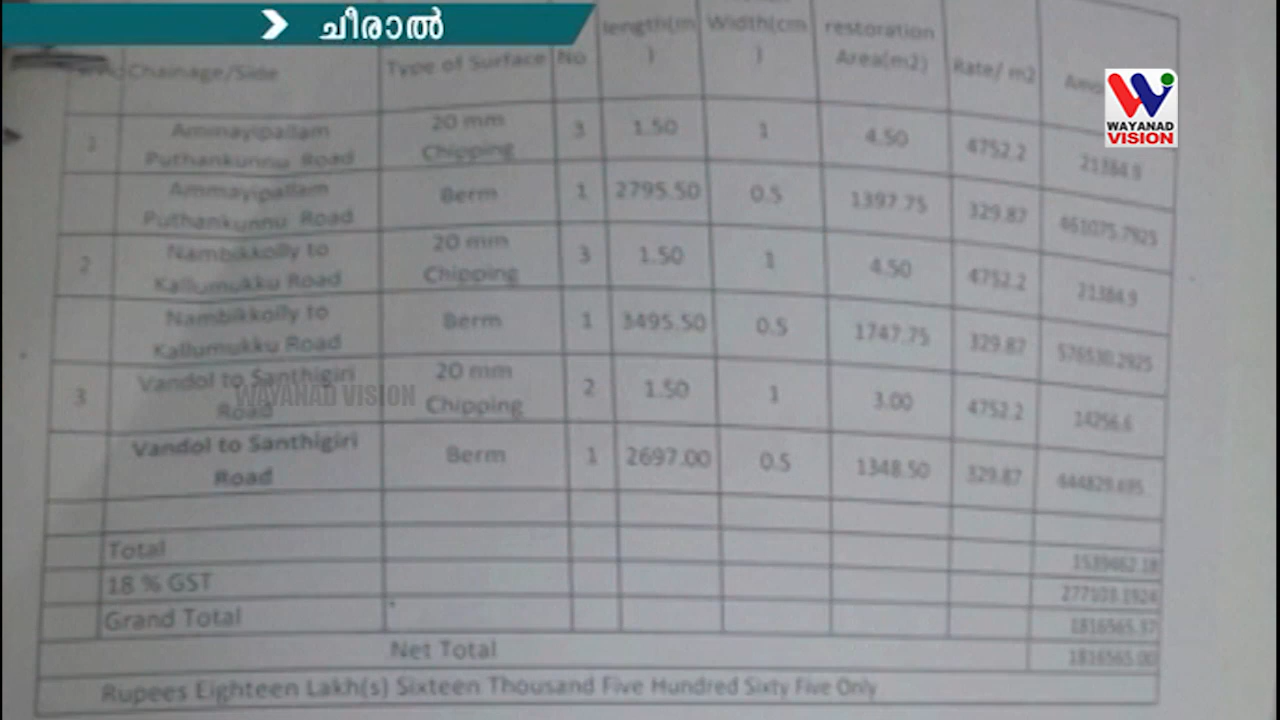 ചീരാൽ
WAYANAD
VISION
Chainage/Side Type of Surface No length(m) Width(cm) restoration Area(m2) Rate/ m2
1 Ammayipallam Puthankunnu Road 20 mm Chipping 3 1.50 1 4.50 4752.2 21384.9
Ammayipallam Puthankunnu Road Berm 1 2795.50 0.5 1397.75 329.87 461075.7925
2 Nambikkolly to Kallumukku Road 20 mm Chipping 3 1.50 1 4.50 4752.2 21384.9
Nambikkolly to Kallumukku Road Berm 1 3495.50 0.5 1747.75 329.87 576530.2925
3 Vandol to Santhigiri Road 20 mm Chipping 2 1.50 1 3.00 4752.2 14256.6
WAYANAD VISION
Vandol to Santhigiri Road Berm 1 2697.00 0.5 1348.50 329.87 444829.695
Total 1539462.18
18 % GST 277103.1924
Grand Total 1816565.37
Net Total 1816565.00
Rupees Eighteen Lakh(s) Sixteen Thousand Five Hundred Sixty Five Only